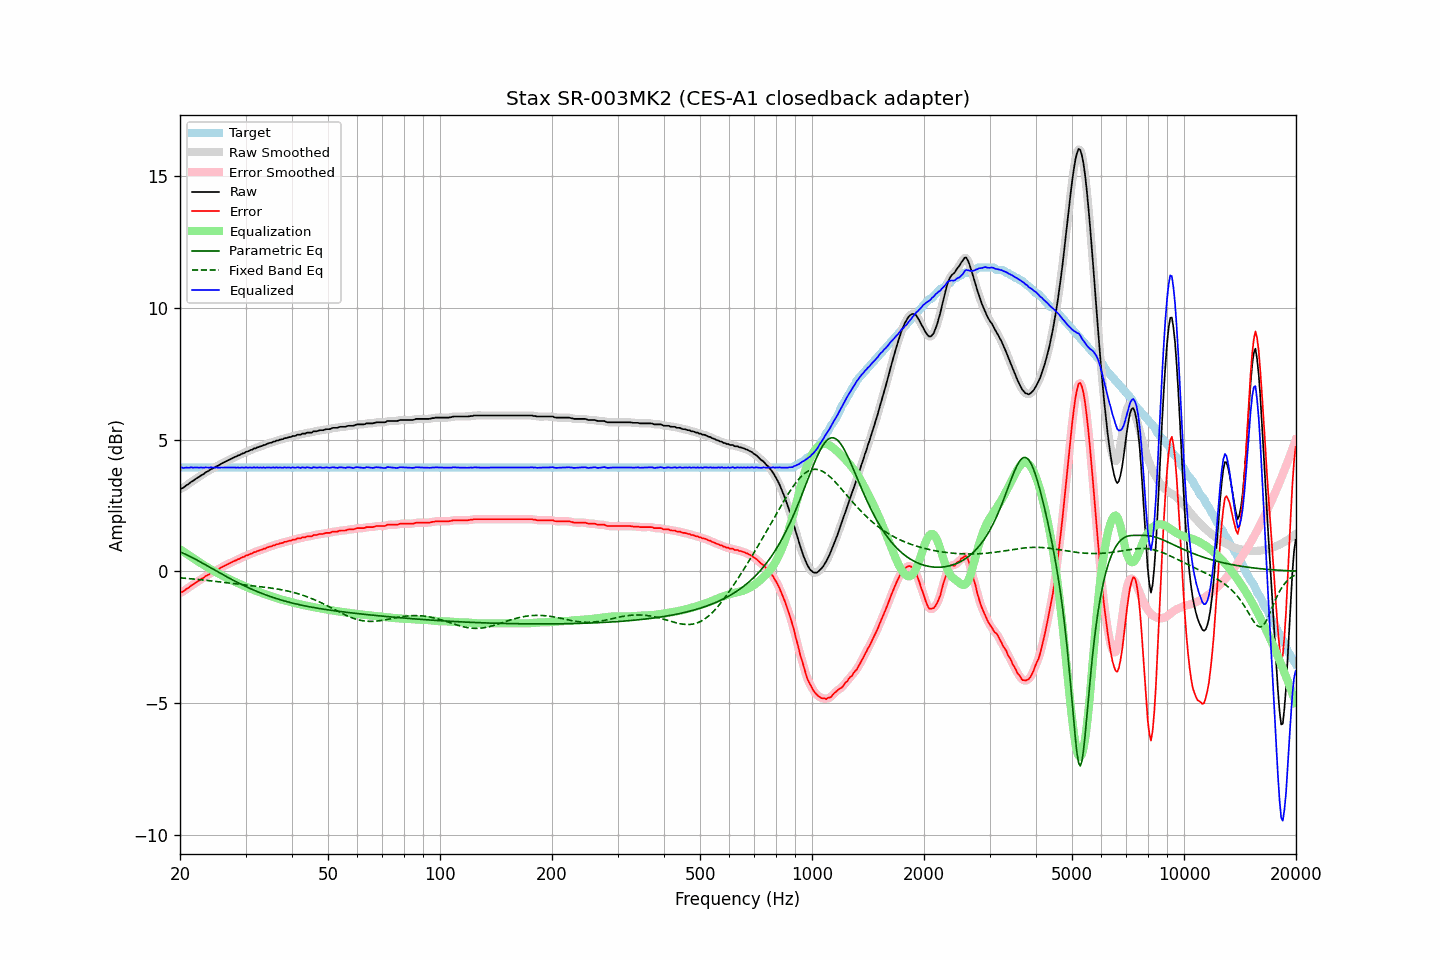 Stax SR-003MK2 (CES-A1 closedback adapter)
Target
Raw Smoothed
Error Smoothed
Raw
Error
Equalization
Parametric Eq
Fixed Band Eq
Equalized
Amplitude (dBr)
15
10
5
0
−5
−10
20 50 100 200 500 1000 2000 5000 10000 20000
Frequency (Hz)